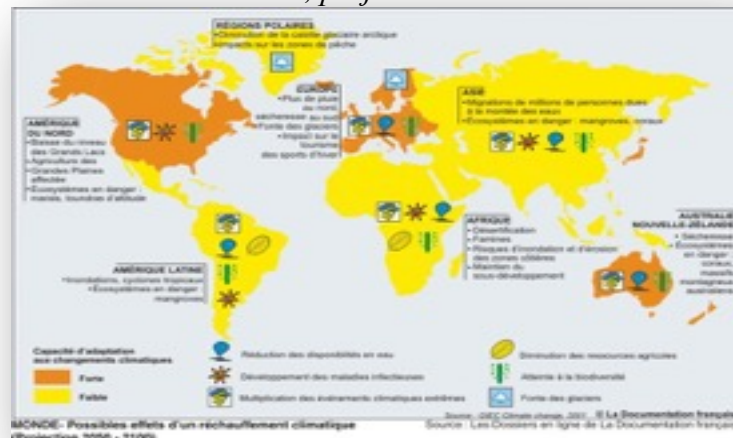 RÉGIONS POLAIRES
•Diminution de la calotte glaciaire arctique
•Impacts sur les zones de pêche
EUROPE
•Plus de pluie
au nord,
sécheresse au sud
•Fonte des glaciers
•Impact sur le
tourisme
des sports d'hiver
ASIE
•Migrations de millions de personnes dues
à la montée des eaux
•Ecosystèmes en danger : mangroves, coraux
AMÉRIQUE
DU NORD
•Baisse du niveau
des Grands Lacs
•Agriculture des
Grandes Plaines
affectée
•Ecosystèmes en danger :
marais, toundras d'altitude
AFRIQUE
•Désertification
•Famines
•Risques d'inondation et d'érosion
des zones côtières
•Maintien du
sous-développement
AUSTRALIE
NOUVELLE-ZÉLANDE
•Sécheresse
•Écosystèmes
en danger :
coraux,
massifs
montagneux
australiens
AMÉRIQUE LATINE
•Inondations, cyclones tropicaux
•Écosystèmes en danger :
mangroves
Capacité d'adaptation
aux changements climatiques
Forte
Faible
Réduction des disponibilités en eau
Développement des maladies infectieuses
Multiplication des événements climatiques extrêmes
Diminution des ressources agricoles
Atteinte à la biodiversité
Fonte des glaciers
Source : GIEC Climate change, 2001 © La Documentation français
MONDE- Possibles effets d'un réchauffement climatique
Source : Les Dossiers en ligne de La Documentation français
(Projection 2050 - 2100)